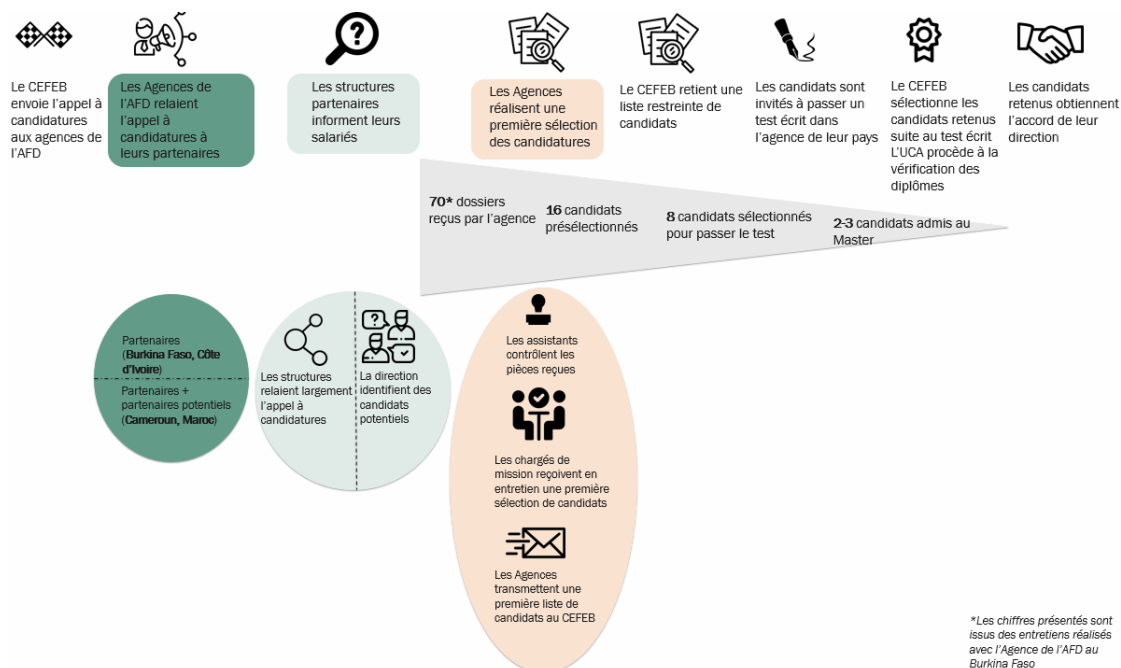 Le CEFEB
envoie l'appel à
candidatures
aux agences de
l'AFD
Les Agences de
l'AFD relaient
l'appel à
candidatures à
leurs partenaires
Les structures
partenaires
informent leurs
salariés
Les Agences
réalisent une
première sélection
des candidatures
Le CEFEB retient une
liste restreinte de
candidats
Les candidats sont
invités à passer un
test écrit dans
l'agence de leur pays
Le CEFEB
sélectionne les
candidats retenus
suite au test écrit
L'UCA procède à la
vérification des
diplômes
Les candidats
retenus obtiennent
l'accord de leur
direction
70* dossiers
reçus par l'agence
16 candidats
présélectionnés
8 candidats sélectionnés
pour passer le test
2-3 candidats admis au
Master
Partenaires
(Burkina Faso, Côte
d'Ivoire)
Partenaires +
partenaires potentiels
(Cameroun, Maroc)
Les structures
relaient largement
l'appel à
candidatures
La direction
identifient des
candidats
potentiels
Les assistants
contrôlent les
pièces reçues
Les chargés de
mission reçoivent en
entretien une première
sélection de candidats
Les Agences
transmettent une
première liste de
candidats au CEFEB
*Les chiffres présentés sont
issus des entretiens réalisés
avec l'Agence de l'AFD au
Burkina Faso